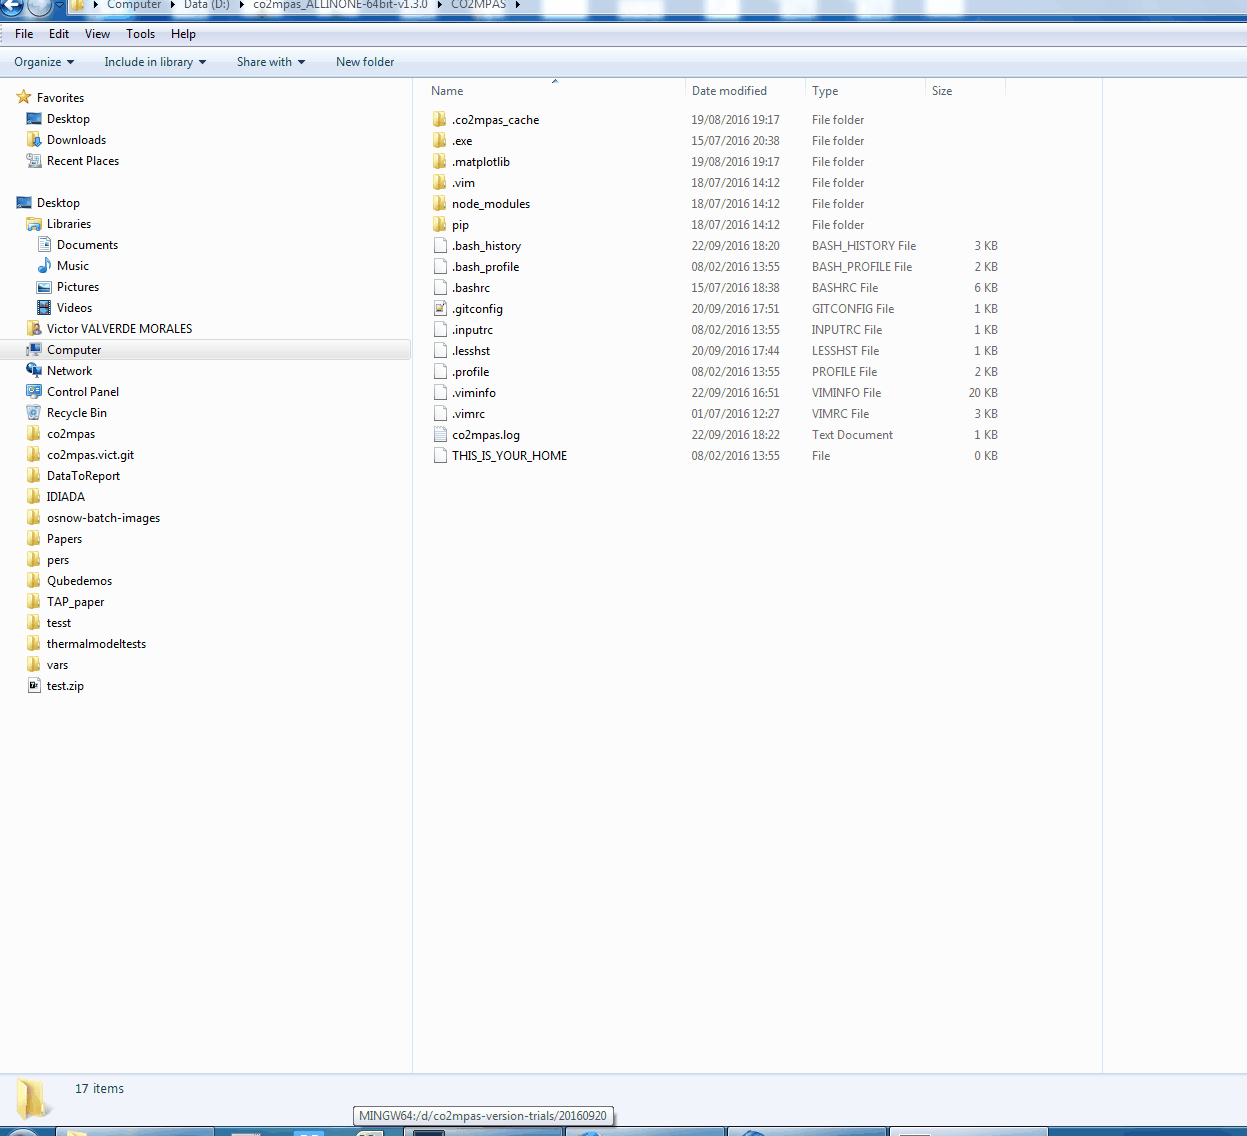 Computer Data (D:) co2mpas_ALLINONE-64bit-v1.3.0 CO2MPAS
File Edit View Tools Help
Organize Include in library Share with New folder
Favorites
Desktop
Downloads
Recent Places
Desktop
Libraries
Documents
Music
Pictures
Videos
Victor VALVERDE MORALES
Computer
Network
Control Panel
Recycle Bin
co2mpas
co2mpas.vict.git
DataToReport
IDIADA
osnow-batch-images
Papers
pers
Qubedemos
TAP_paper
tesst
thermalmodeltests
vars
test.zip
Name Date modified Type Size
.co2mpas_cache 19/08/2016 19:17 File folder
.exe 15/07/2016 20:38 File folder
.matplotlib 19/08/2016 19:17 File folder
.vim 18/07/2016 14:12 File folder
node_modules 18/07/2016 14:12 File folder
pip 18/07/2016 14:12 File folder
.bash_history 22/09/2016 18:20 BASH_HISTORY File 3 KB
.bash_profile 08/02/2016 13:55 BASH_PROFILE File 2 KB
.bashrc 15/07/2016 18:38 BASHRC File 6 KB
.gitconfig 20/09/2016 17:51 GITCONFIG File 1 KB
.inputrc 08/02/2016 13:55 INPUTRC File 1 KB
.lesshst 20/09/2016 17:44 LESSHST File 1 KB
.profile 08/02/2016 13:55 PROFILE File 2 KB
.viminfo 22/09/2016 16:51 VIMINFO File 20 KB
.vimrc 01/07/2016 12:27 VIMRC File 3 KB
co2mpas.log 22/09/2016 18:22 Text Document 1 KB
THIS_IS_YOUR_HOME 08/02/2016 13:55 File 0 KB
17 items
MINGW64:/d/co2mpas-version-trials/20160920